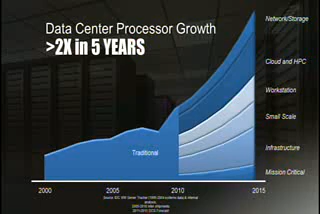 Data Center Processor Growth
>2X in 5 YEARS
Network/Storage
Cloud and HPC
Workstation
Small Scale
Infrastructure
Mission Critical
Traditional
2000
2005
2010
2015